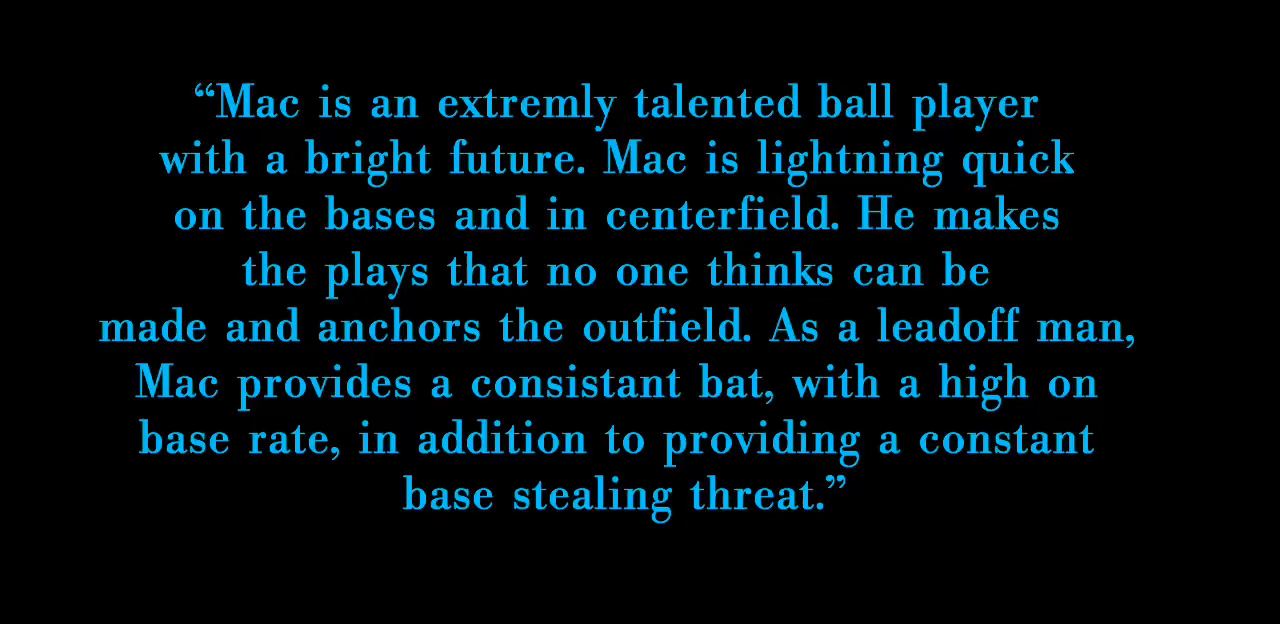 “Mac is an extremly talented ball player
with a bright future. Mac is lightning quick
on the bases and in centerfield. He makes
the plays that no one thinks can be
made and anchors the outfield. As a leadoff man,
Mac provides a consistant bat, with a high on
base rate, in addition to providing a constant
base stealing threat.”